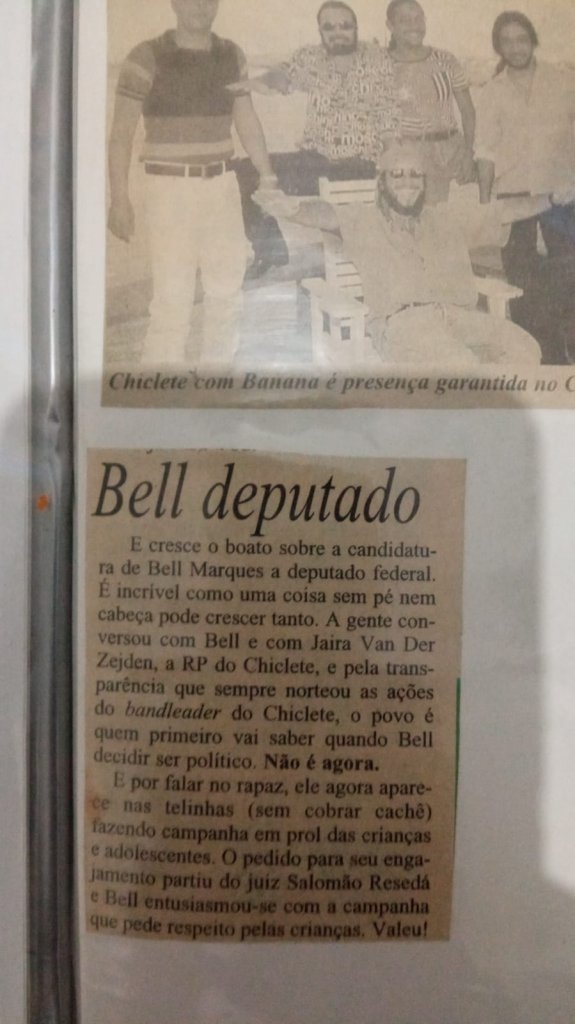 Chiclete com Banana é presença garantida no C
Bell deputado
E cresce o boato sobre a candidatu-
ra de Bell Marques a deputado federal.
É incrível como uma coisa sem pé nem
cabeça pode crescer tanto. A gente con-
versou com Bell e com Jaira Van Der
Zejden, a RP do Chiclete, e pela trans-
parência que sempre norteou as ações
do bandleader do Chiclete, o povo é
quem primeiro vai saber quando Bell
decidir ser político. Não é agora.
E por falar no rapaz, ele agora apare-
ce nas telinhas (sem cobrar cachê)
fazendo campanha em prol das crianças
e adolescentes. O pedido para seu enga-
jamento partiu do juiz Salomão Resedá
e Bell entusiasmou-se com a campanha
que pede respeito pelas crianças. Valeu!